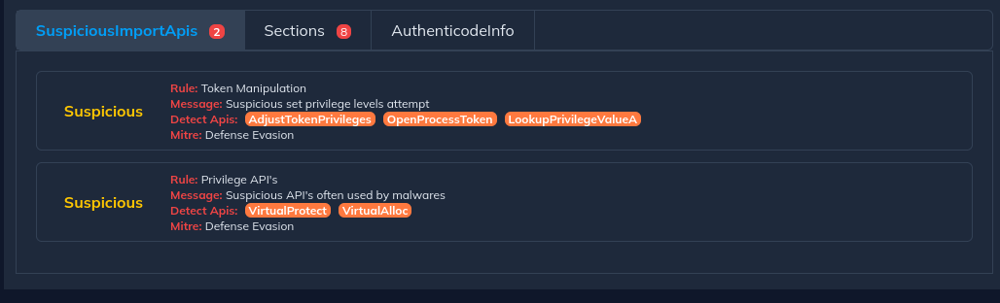 SuspiciousImportApis 2 Sections 8 AuthenticodeInfo
Suspicious
Rule: Token Manipulation
Message: Suspicious set privilege levels attempt
Detect Apis: AdjustTokenPrivileges OpenProcessToken LookupPrivilegeValueA
Mitre: Defense Evasion
Suspicious
Rule: Privilege API's
Message: Suspicious API's often used by malwares
Detect Apis: VirtualProtect VirtualAlloc
Mitre: Defense Evasion